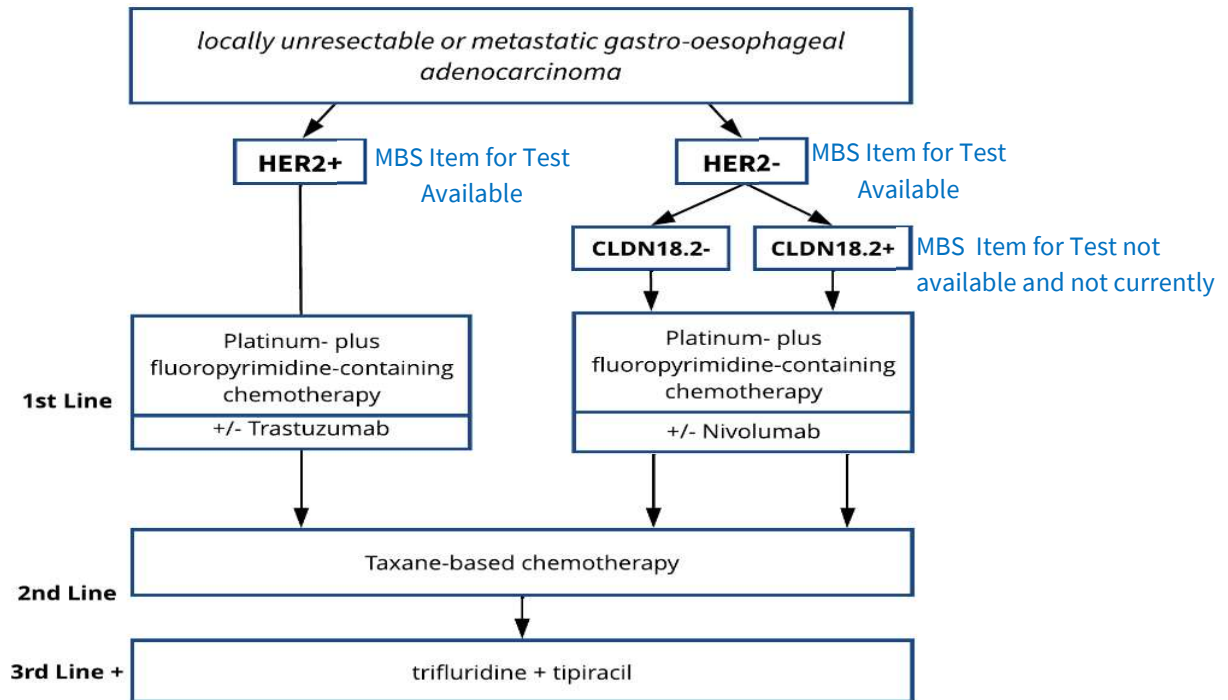 locally unresectable or metastatic gastro-oesophageal
adenocarcinoma
HER2+
MBS Item for Test
Available
HER2-
MBS Item for Test
Available
CLDN18.2-
CLDN18.2+
MBS Item for Test not
available and not currently
1st Line
Platinum- plus
fluoropyrimidine-containing
chemotherapy
+/- Trastuzumab
Platinum- plus
fluoropyrimidine-containing
chemotherapy
+/- Nivolumab
2nd Line
Taxane-based chemotherapy
3rd Line +
trifluridine + tipiracil